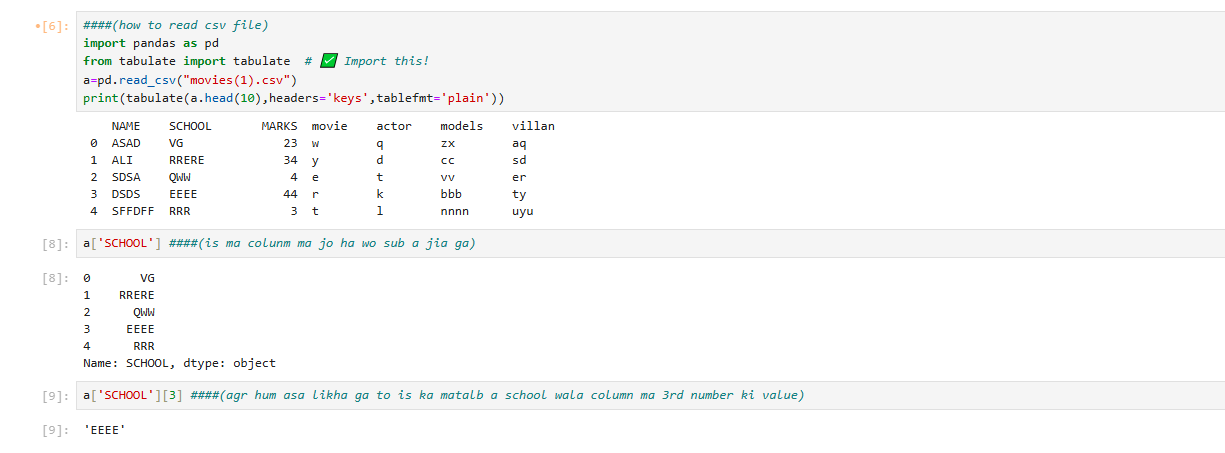 [6]: ####(how to read csv file)
import pandas as pd
from tabulate import tabulate  # ✅ Import this!
a=pd.read_csv("movies(1).csv")
print(tabulate(a.head(10),headers='keys',tablefmt='plain'))
NAME SCHOOL MARKS movie actor models villan
0 ASAD VG 23 w q zx aq
1 ALI RRERE 34 y d cc sd
2 SDSA QWW 4 e t vv er
3 DSDS EEEE 44 r k bbb ty
4 SFFDFF RRR 3 t l nnnn uyu
[8]: a['SCHOOL'] ####(is ma colunm ma jo ha wo sub a jia ga)
[8]: 0 VG
1 RRERE
2 QWW
3 EEEE
4 RRR
Name: SCHOOL, dtype: object
[9]: a['SCHOOL'][3] ####(agr hum asa likha ga to is ka matalb a school wala column ma 3rd number ki value)
[9]: 'EEEE'